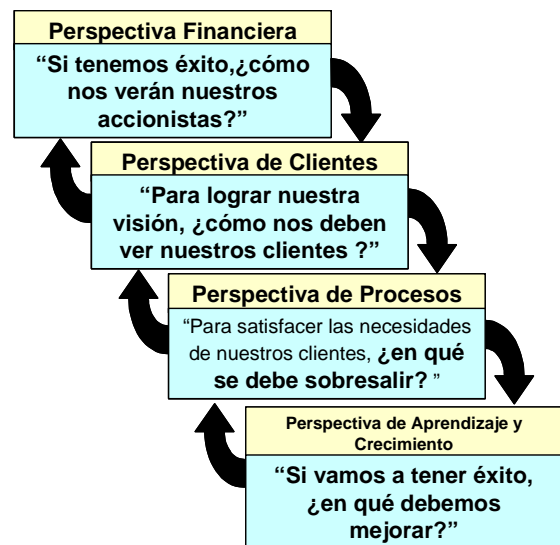 Perspectiva Financiera
“Si tenemos éxito,¿cómo
nos verán nuestros
accionistas?”
Perspectiva de Clientes
“Para lograr nuestra
visión, ¿cómo nos deben
ver nuestros clientes ?”
Perspectiva de Procesos
“Para satisfacer las necesidades
de nuestros clientes, ¿en qué
se debe sobresalir? ”
Perspectiva de Aprendizaje y
Crecimiento
“Si vamos a tener éxito,
¿en qué debemos
mejorar?”